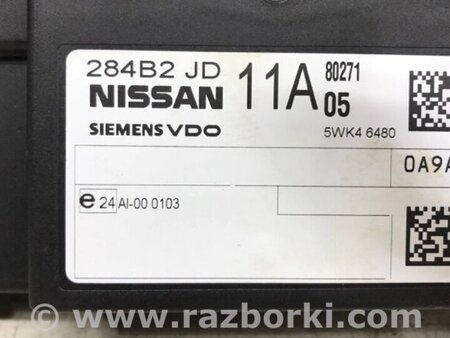 284B2 JD 11A 80271
NISSAN 05
SIEMENS VDO 5WK4 6480
0A9A
e 24 AI-00 0103
www.razborki.com